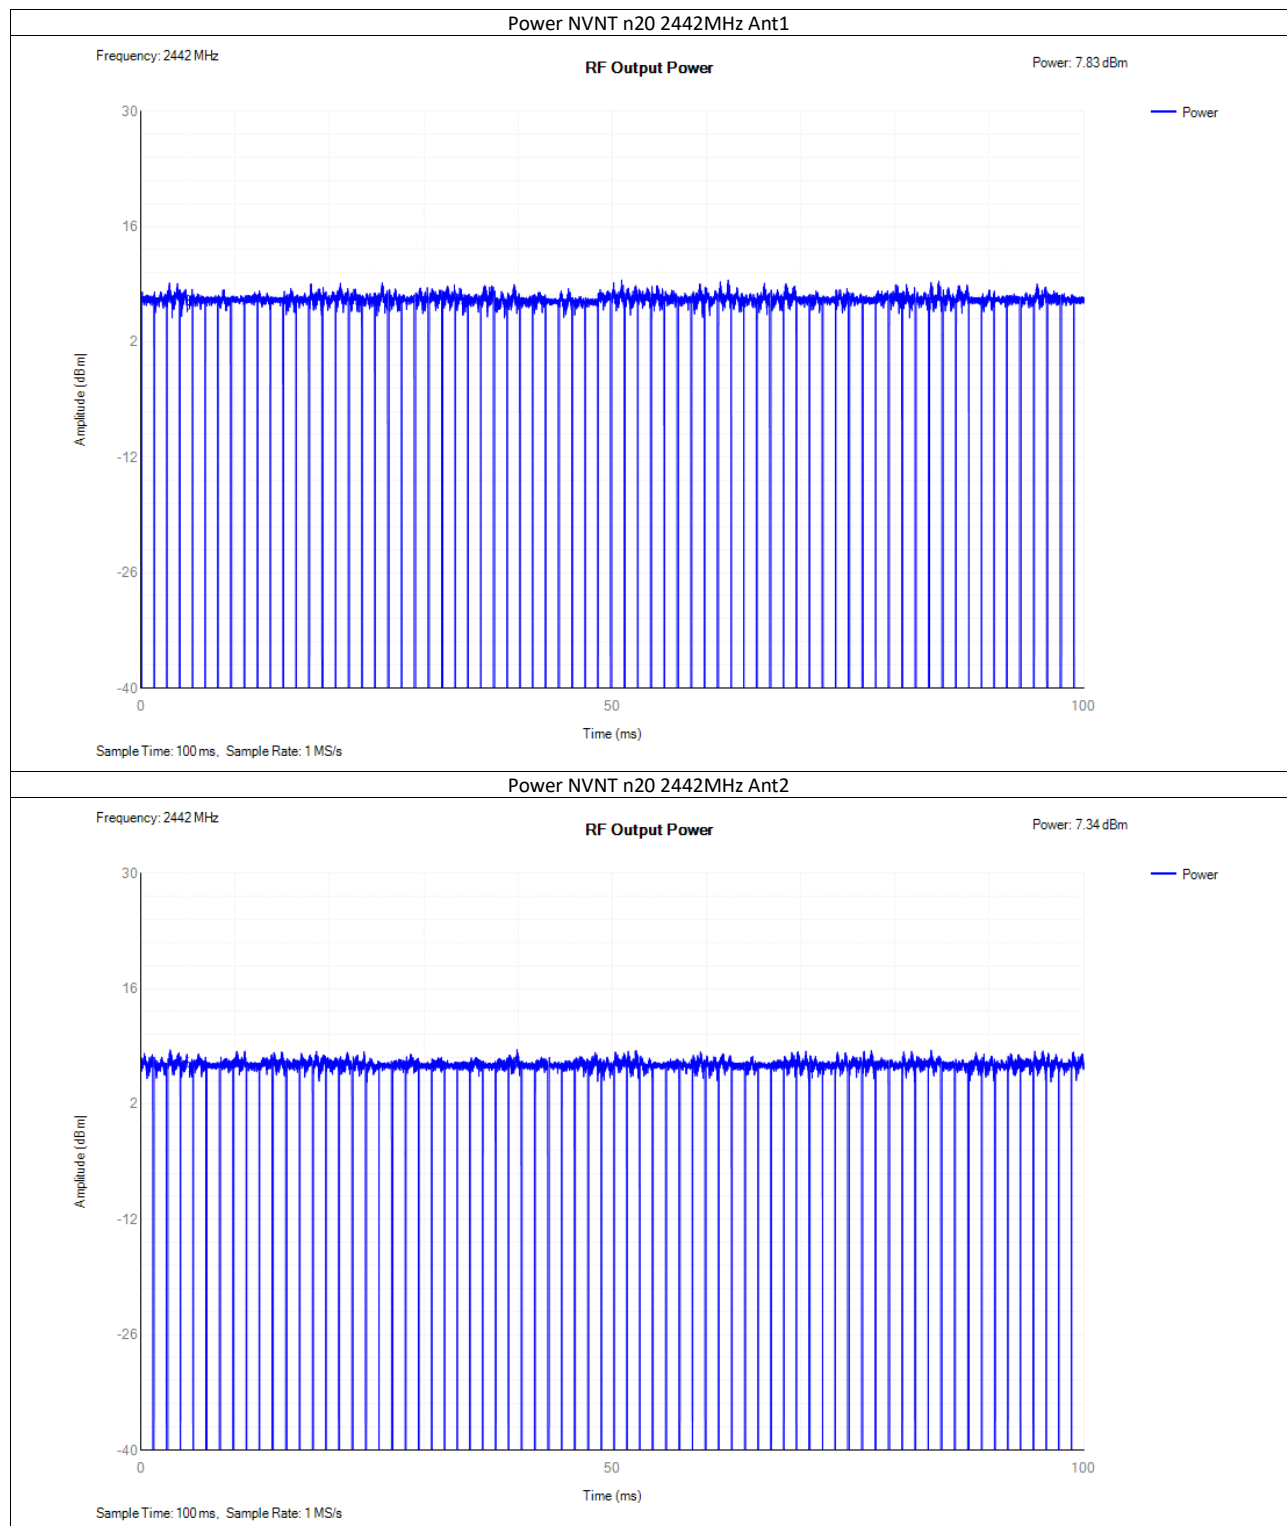 Power NVNT n20 2442MHz Ant1
Frequency: 2442 MHz
RF Output Power
Power: 7.83 dBm
Power
30
16
2
-12
-26
-40
Amplitude [dBm]
0
50
100
Time (ms)
Sample Time: 100 ms, Sample Rate: 1 MS/s
Power NVNT n20 2442MHz Ant2
Frequency: 2442 MHz
RF Output Power
Power: 7.34 dBm
Power
30
16
2
-12
-26
-40
Amplitude [dBm]
0
50
100
Time (ms)
Sample Time: 100 ms, Sample Rate: 1 MS/s